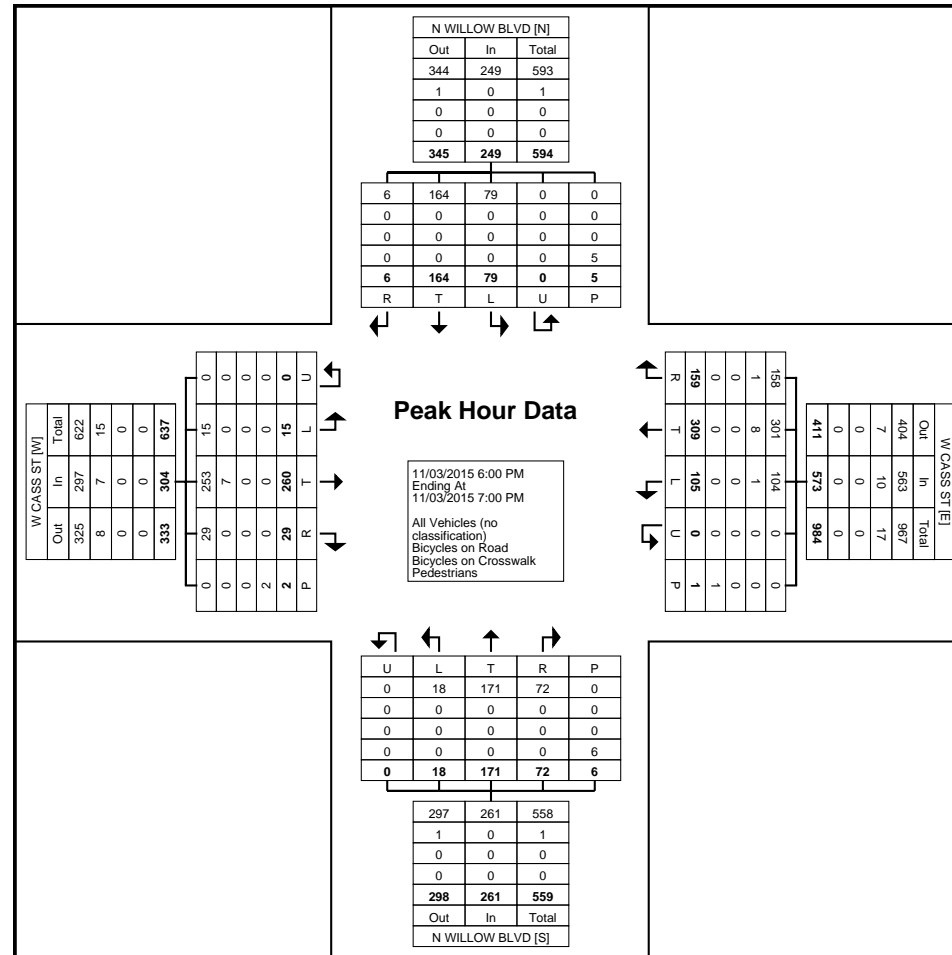 N WILLOW BLVD [N]
Out In Total
344 249 593
1 0 1
0 0 0
0 0 0
345 249 594
6 164 79 0 0
0 0 0 0 0
0 0 0 0 0
0 0 0 0 5
6 164 79 0 5
R T L U P
W CASS ST [W]
Total In Out
622 297 325
15 7 8
0 0 0
0 0 0
637 304 333
0 15 253 29 0
0 0 7 0 0
0 0 0 0 0
0 0 0 0 2
0 15 260 29 2
U L T R P
Peak Hour Data
11/03/2015 6:00 PM
Ending At
11/03/2015 7:00 PM
All Vehicles (no
classification)
Bicycles on Road
Bicycles on Crosswalk
Pedestrians
R T L U P
159 309 105 0 1
0 0 0 0 1
0 0 0 0 0
1 8 1 0 0
158 301 104 0 0
W CASS ST [E]
Out In Total
404 563 967
7 10 17
0 0 0
0 0 0
411 573 984
U L T R P
0 18 171 72 0
0 0 0 0 0
0 0 0 0 0
0 0 0 0 6
0 18 171 72 6
297 261 558
1 0 1
0 0 0
0 0 0
298 261 559
Out In Total
N WILLOW BLVD [S]